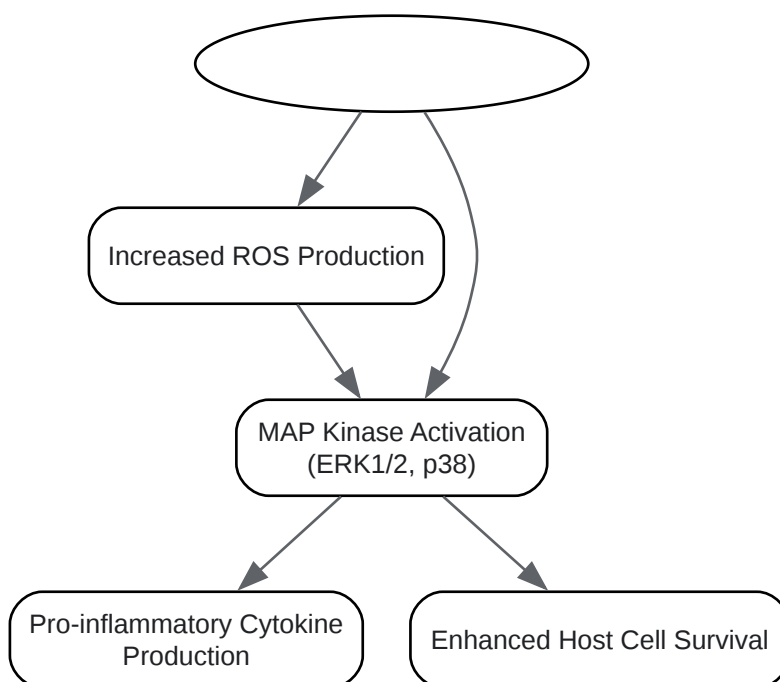 Increased ROS Production
MAP Kinase Activation
(ERK1/2, p38)
Pro-inflammatory Cytokine
Production
Enhanced Host Cell Survival